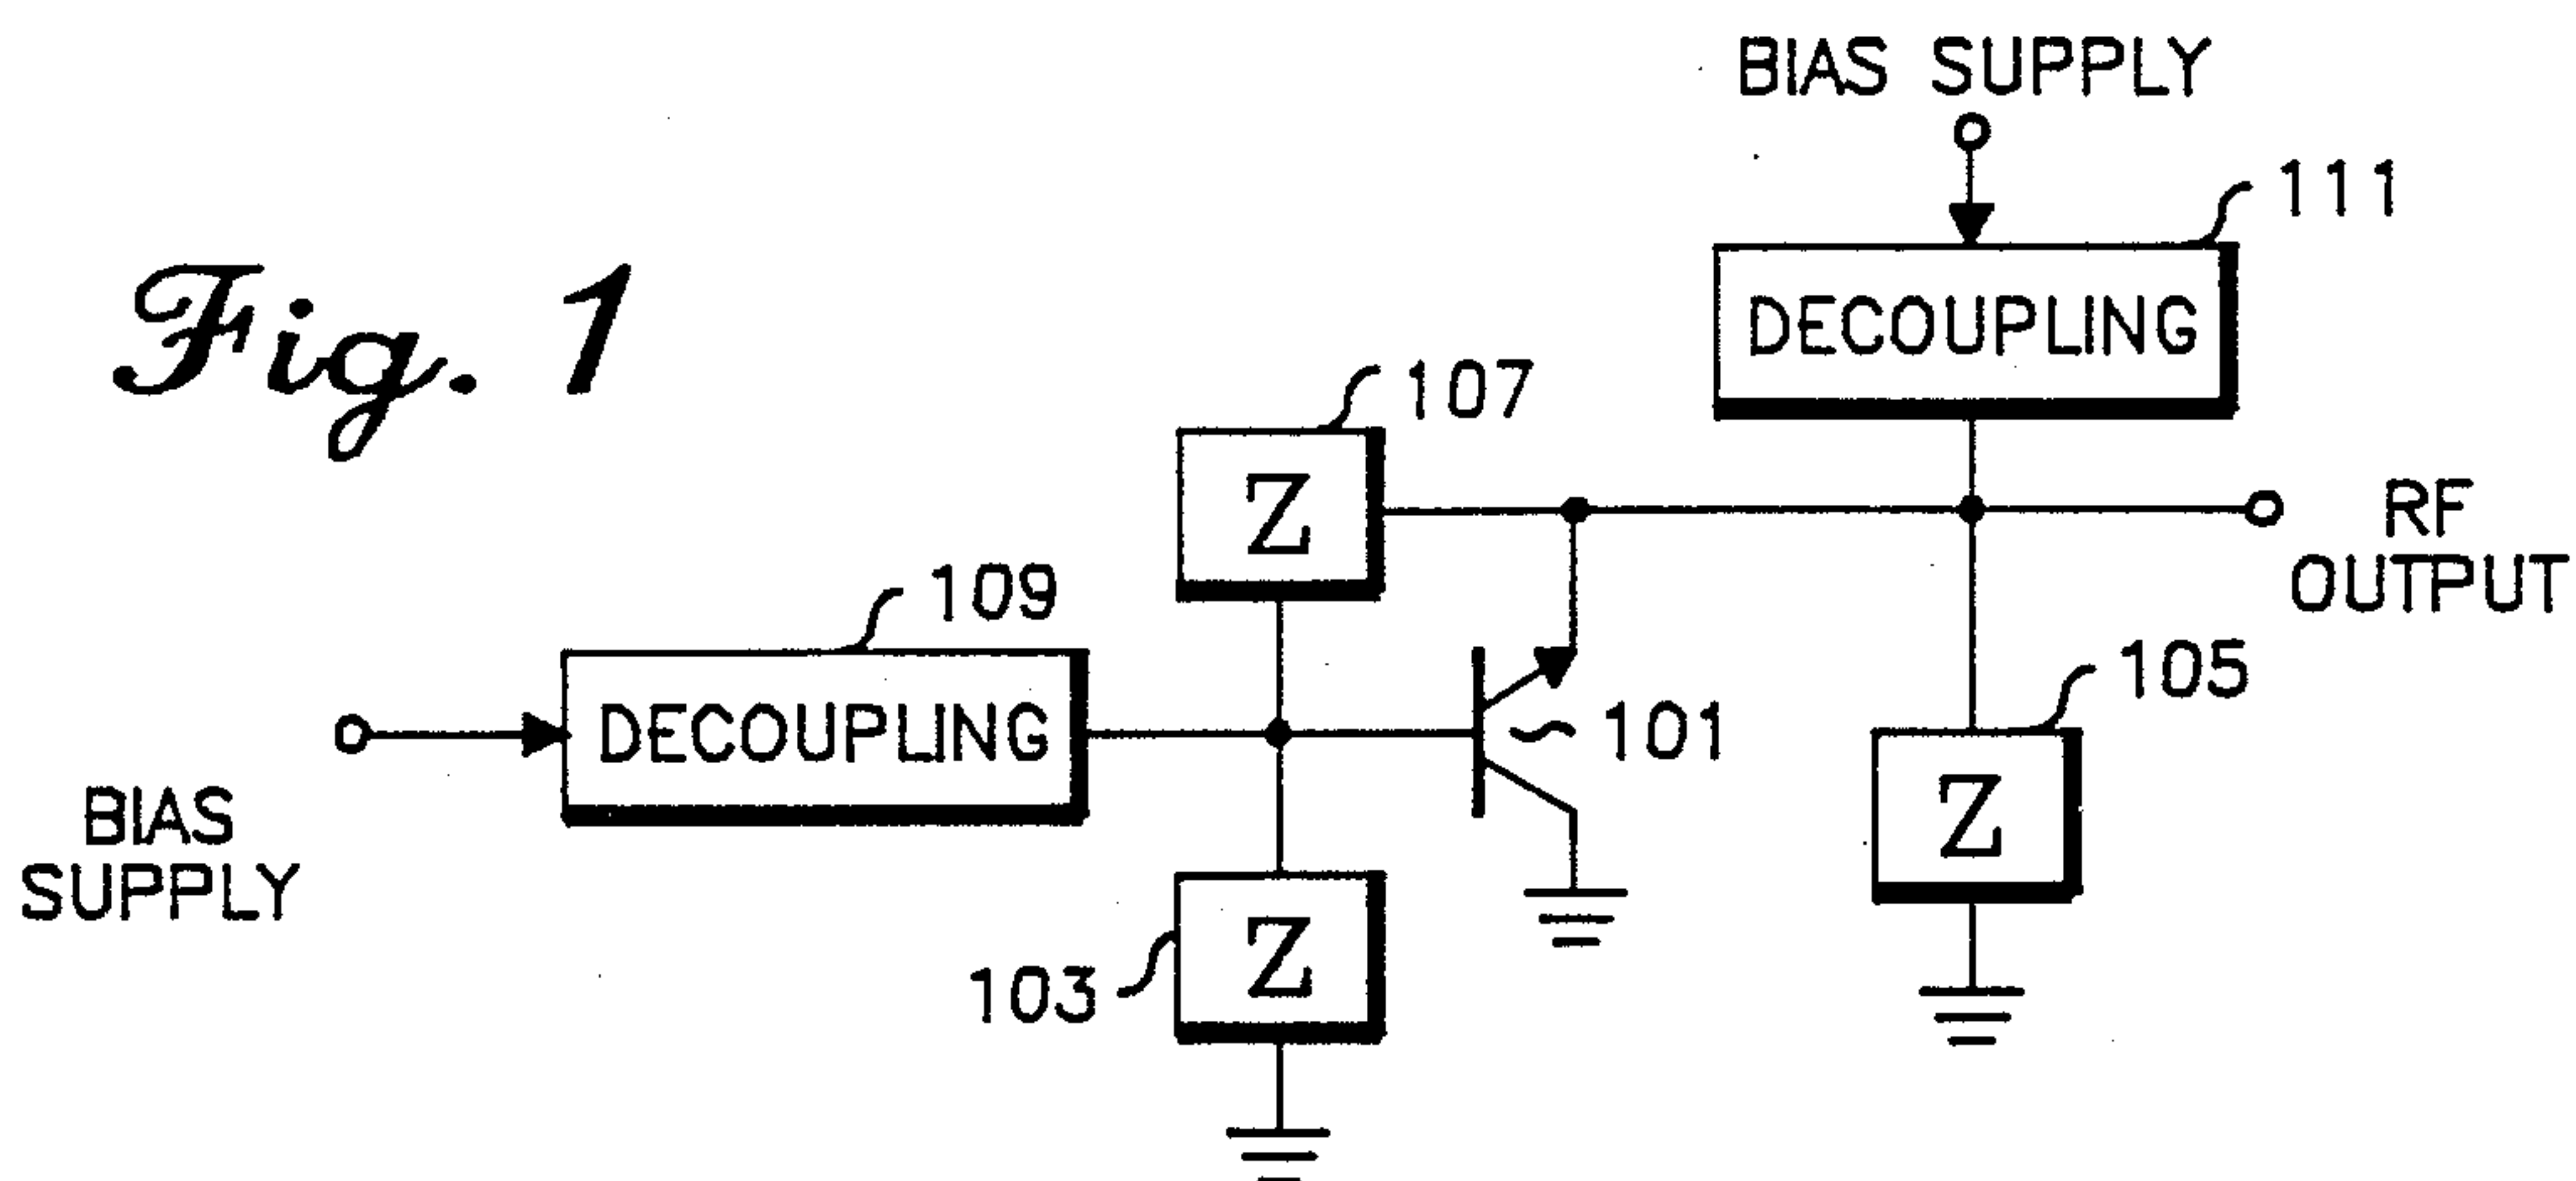 Fig. 1
BIAS SUPPLY
111
DECOUPLING
107
Z
RF
OUTPUT
109
DECOUPLING
101
105
Z
BIAS
SUPPLY
103
Z